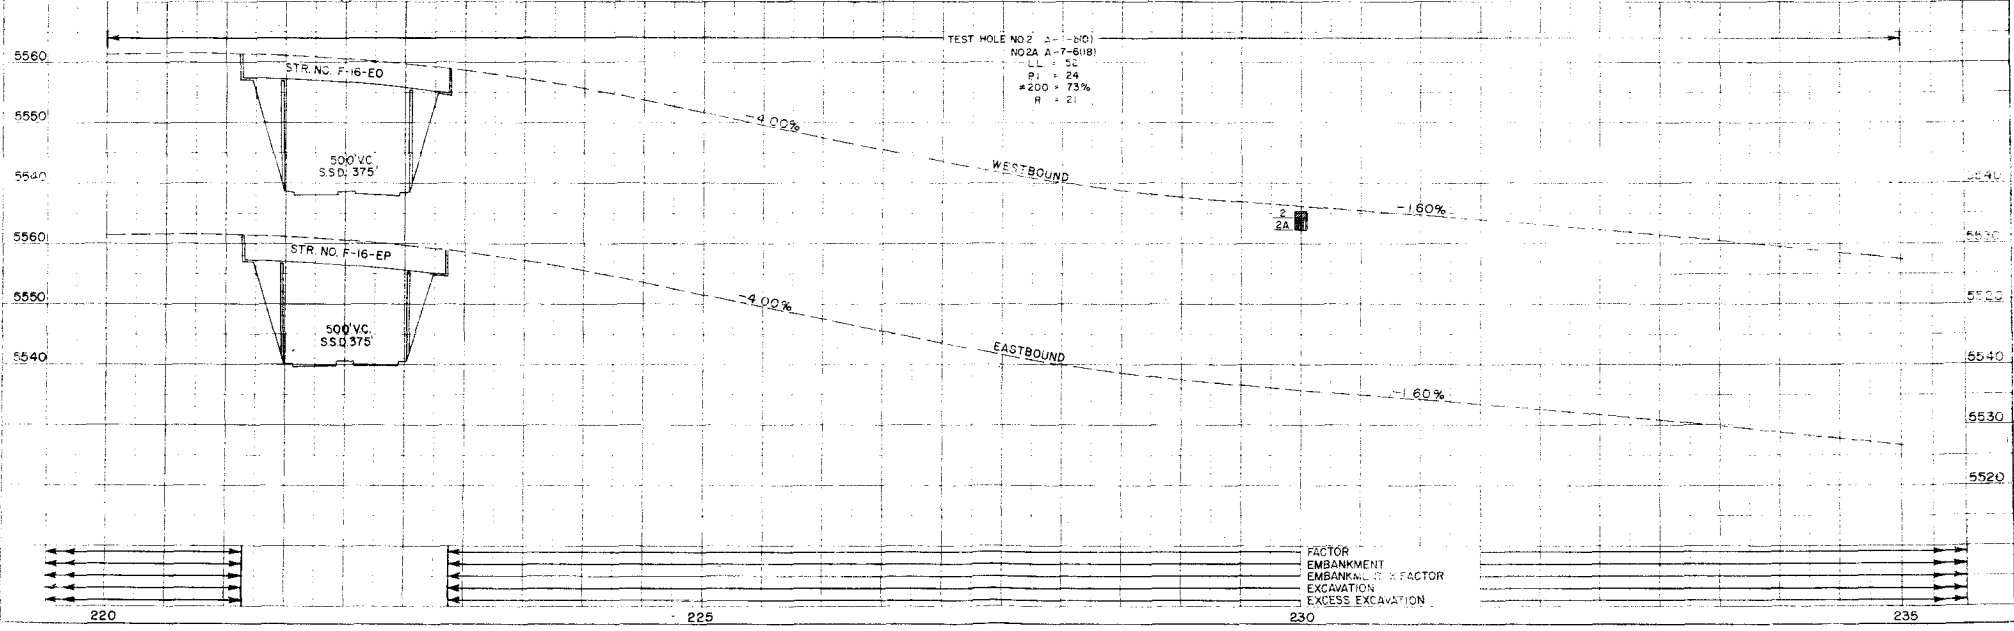 TEST HOLE NO.2
NO.2A A-7-6(18)
LL = 52
PI = 24
#200 = 73%
R = 21
5560
STR. NO. F-16-EO
5550
-4.00%
500' V.C.
S.S.D. 375'
5540
WESTBOUND
5540
-1.60%
2
2A
5560
5530
STR. NO. F-16-EP
5550
-4.00%
5520
500' V.C.
S.S.D. 375'
5540
EASTBOUND
5540
-1.60%
5530
5520
FACTOR
EMBANKMENT
EMBANKMENT X FACTOR
EXCAVATION
EXCESS EXCAVATION
220
225
230
235